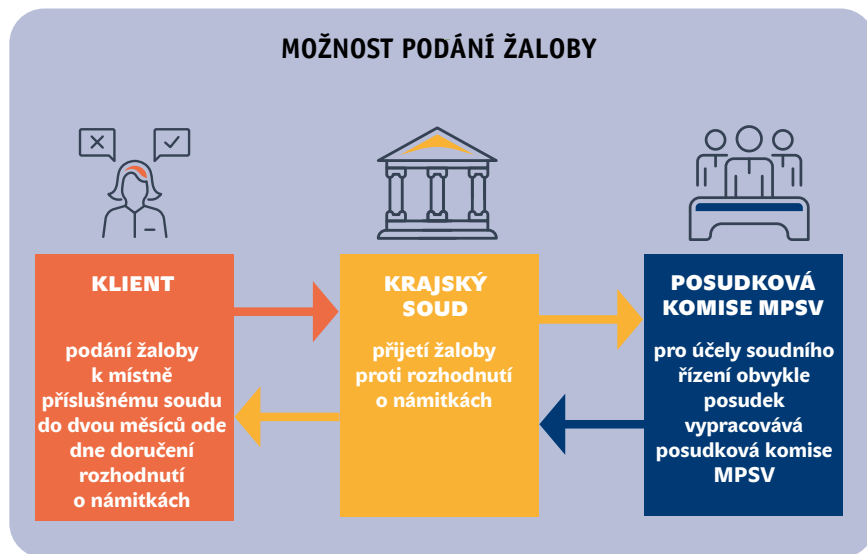 MOŽNOST PODÁNÍ ŽALOBY
KLIENT
podání žaloby
k místně
příslušnému soudu
do dvou měsíců ode
dne doručení
rozhodnutí
o námitkách
KRAJSKÝ
SOUD
přijetí žaloby
proti rozhodnutí
o námitkách
POSUDKOVÁ
KOMISE MPSV
pro účely soudního
řízení obvykle
posudek
vypracovává
posudková komise
MPSV